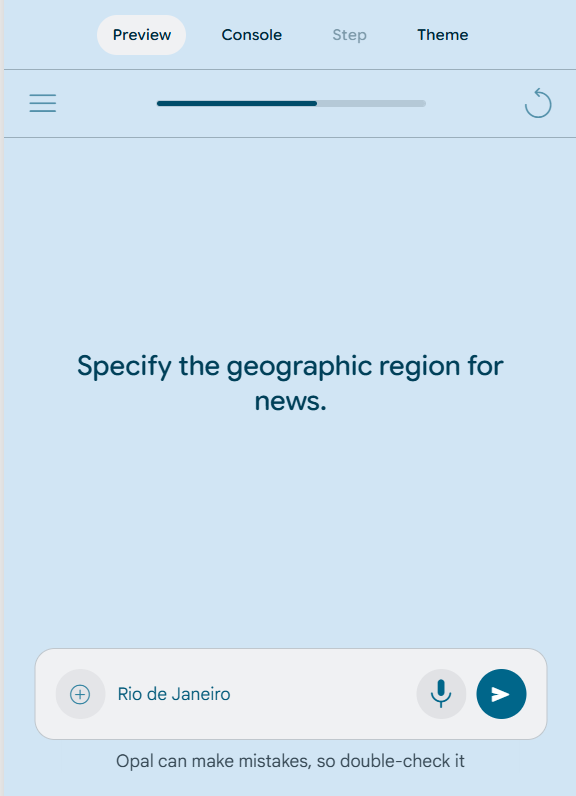 Preview Console Step Theme
Specify the geographic region for
news.
Rio de Janeiro
Opal can make mistakes, so double-check it